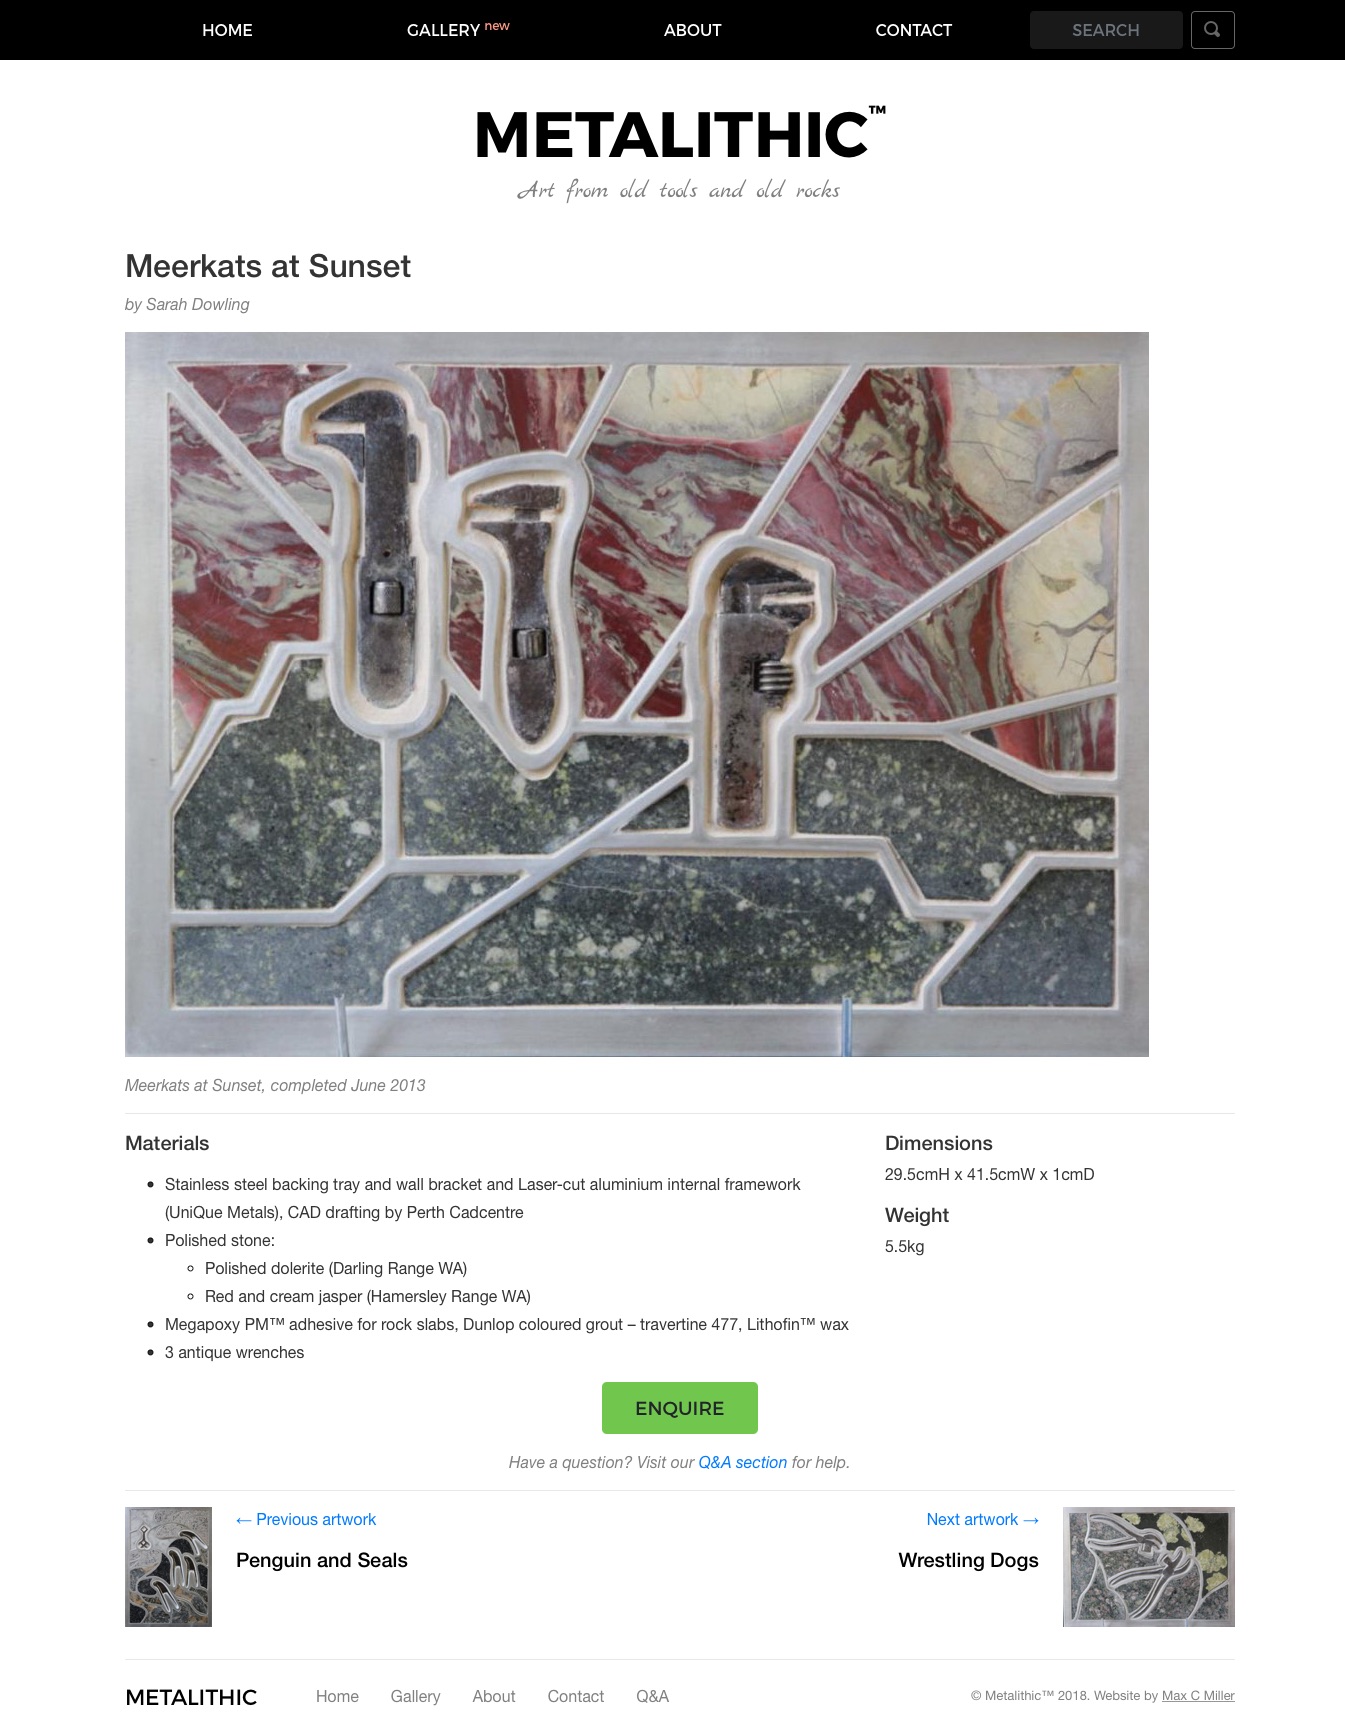 HOME GALLERY new ABOUT CONTACT SEARCH
METALITHIC™
Art from old tools and old rocks
Meerkats at Sunset
by Sarah Dowling
Meerkats at Sunset, completed June 2013
Materials
• Stainless steel backing tray and wall bracket and Laser-cut aluminium internal framework
(UniQue Metals), CAD drafting by Perth Cadcentre
• Polished stone:
◦ Polished dolerite (Darling Range WA)
◦ Red and cream jasper (Hamersley Range WA)
• Megapoxy PM™ adhesive for rock slabs, Dunlop coloured grout – travertine 477, Lithofin™ wax
• 3 antique wrenches
Dimensions
29.5cmH x 41.5cmW x 1cmD
Weight
5.5kg
ENQUIRE
Have a question? Visit our Q&A section for help.
← Previous artwork
Penguin and Seals
Next artwork →
Wrestling Dogs
METALITHIC Home Gallery About Contact Q&A © Metalithic™ 2018. Website by Max C Miller